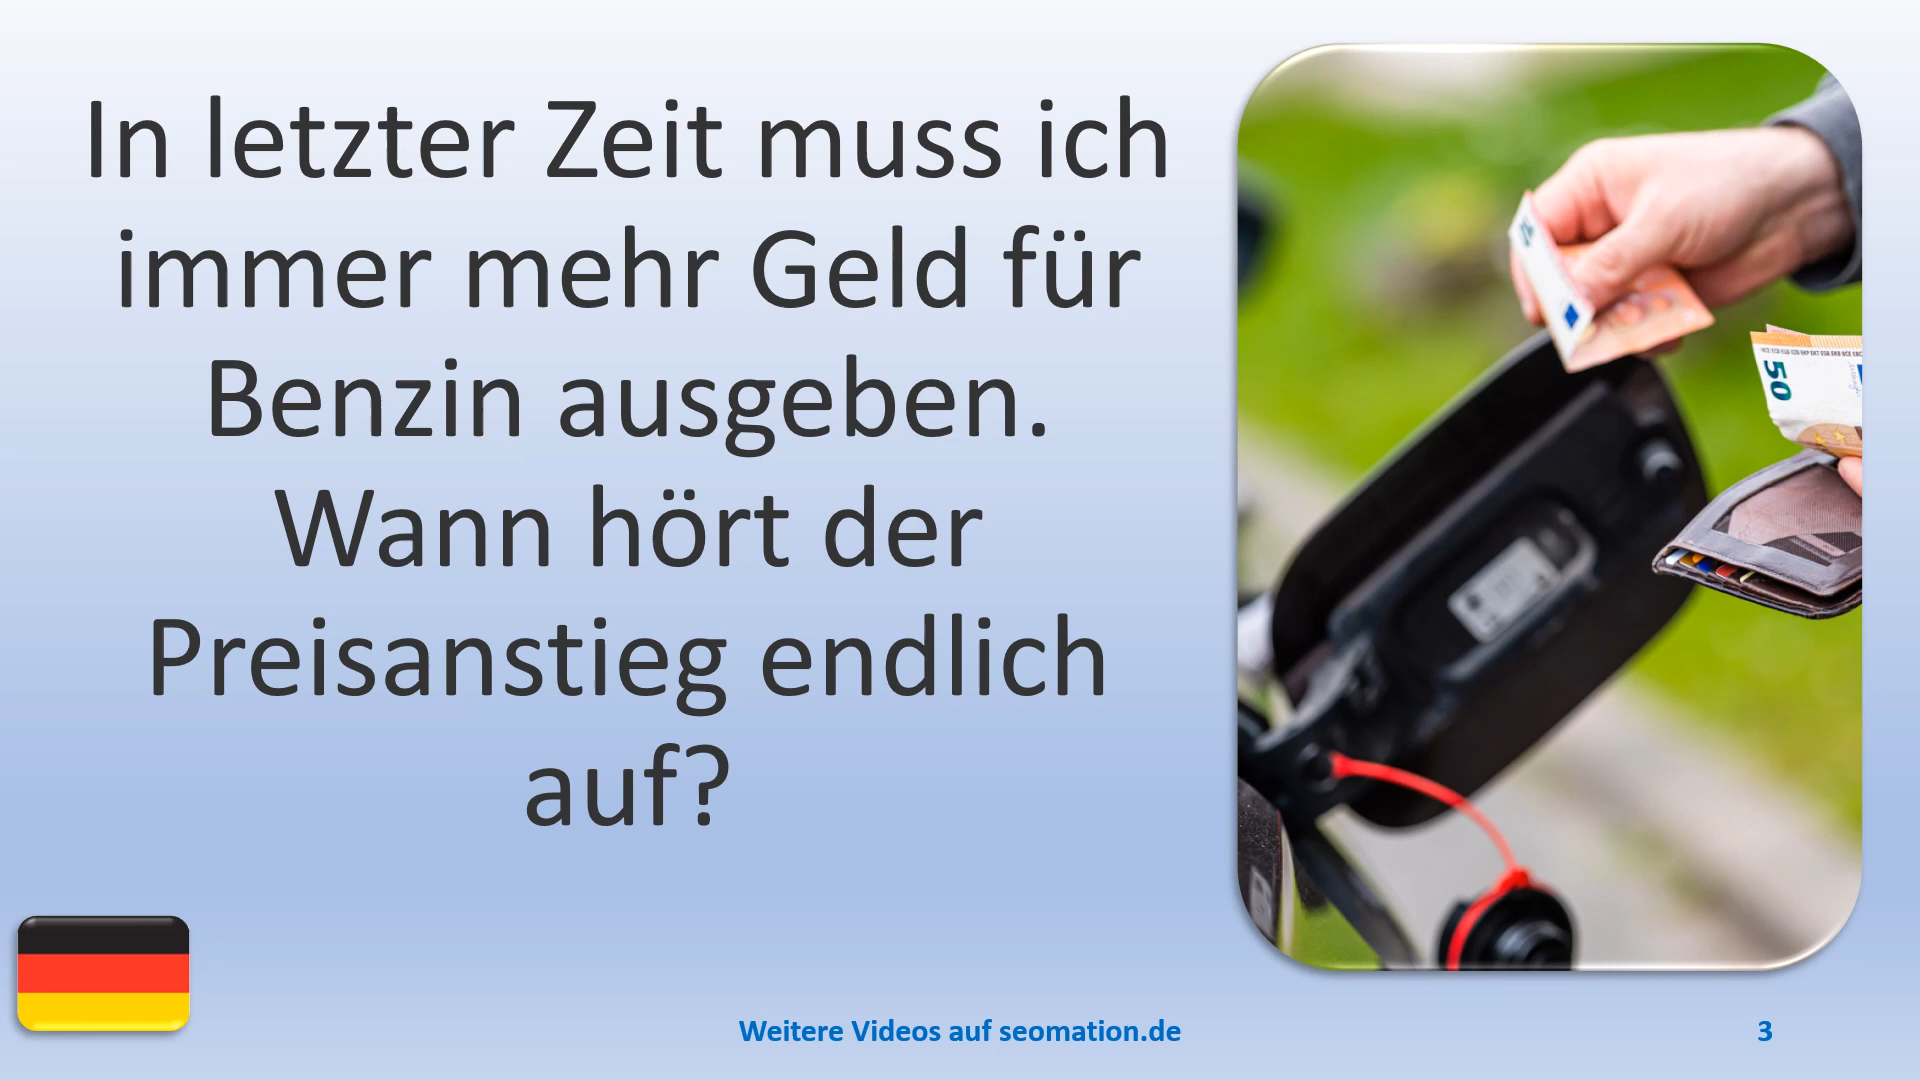 In letzter Zeit muss ich
immer mehr Geld für
Benzin ausgeben.
Wann hört der
Preisanstieg endlich
auf?
50
Weitere Videos auf seomation.de
3